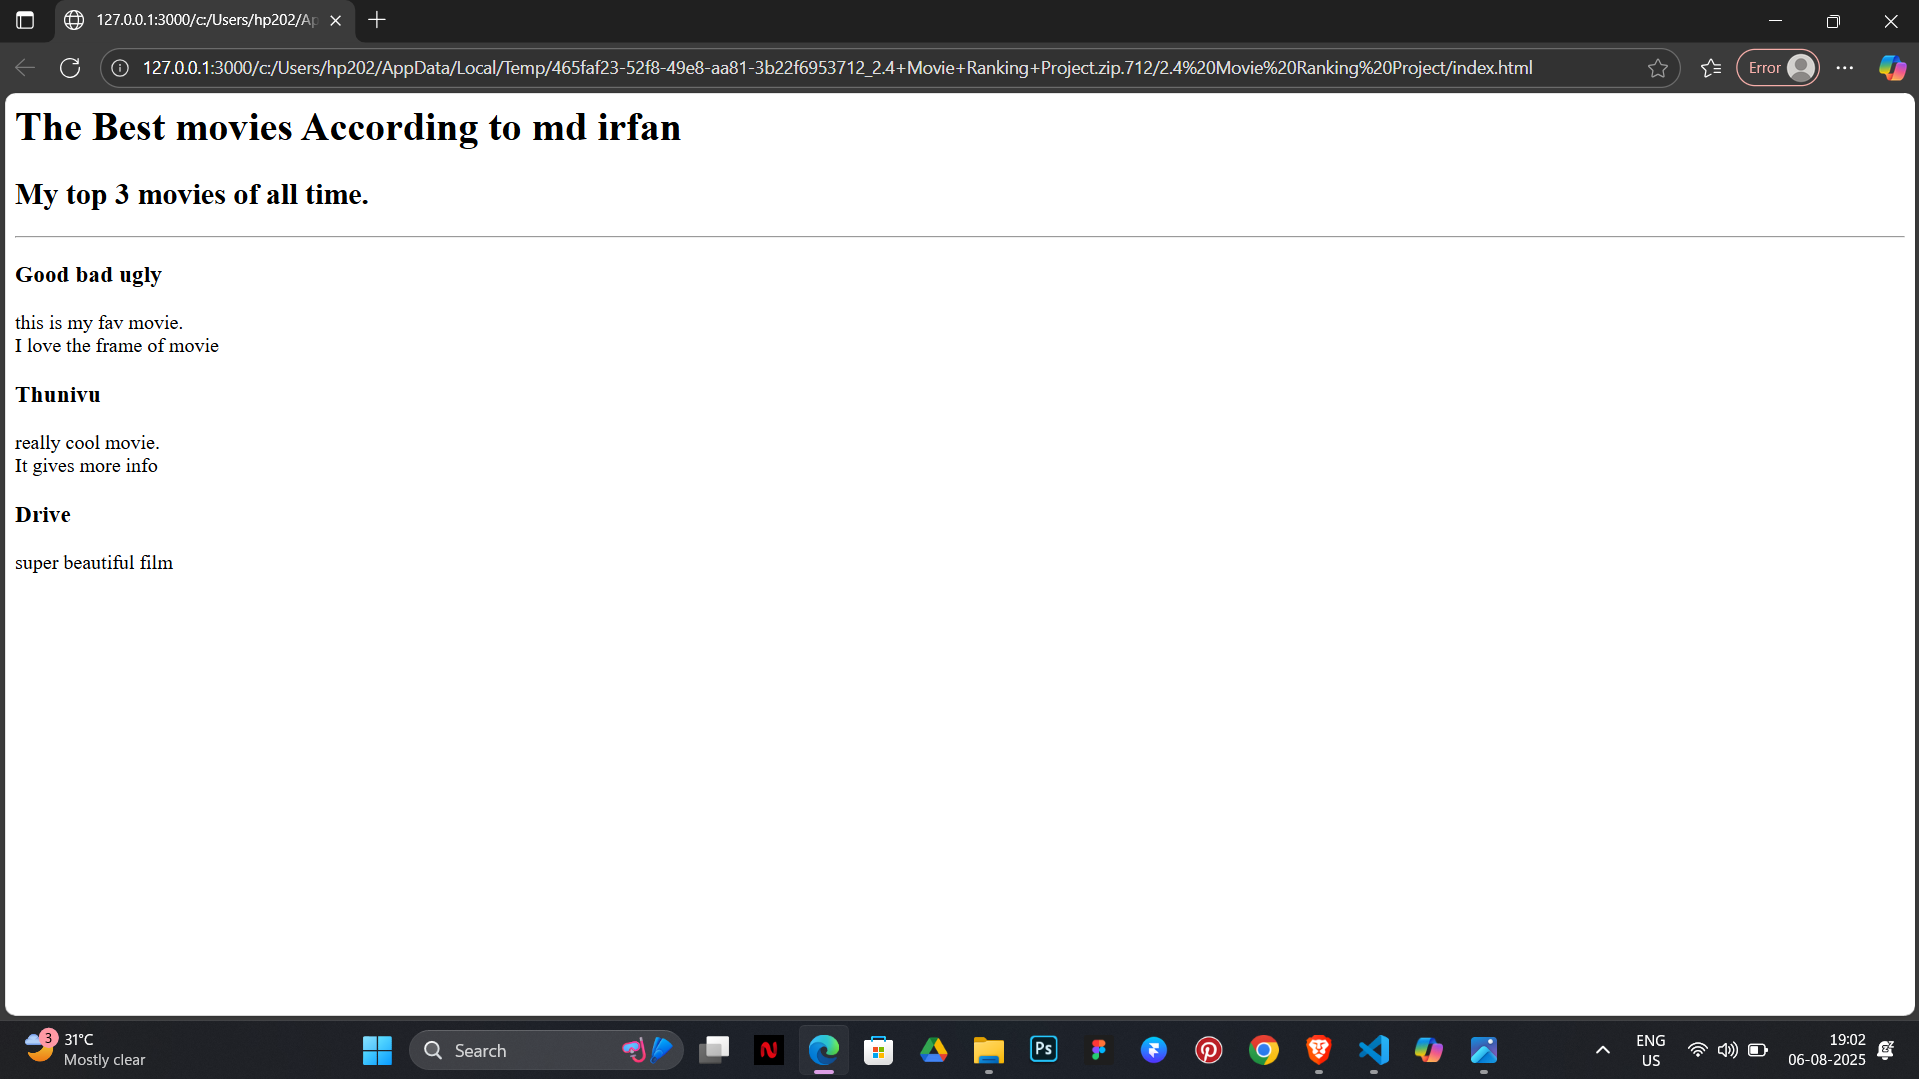 127.0.0.1:3000/c:/Users/hp202/Ap
127.0.0.1:3000/c:/Users/hp202/AppData/Local/Temp/465faf23-52f8-49e8-aa81-3b22f6953712_2.4+Movie+Ranking+Project.zip.712/2.4%20Movie%20Ranking%20Project/index.html
Error
The Best movies According to md irfan
My top 3 movies of all time.
Good bad ugly
this is my fav movie.
I love the frame of movie
Thunivu
really cool movie.
It gives more info
Drive
super beautiful film
3
31°C
Mostly clear
Search
N
Ps
ENG
US
19:02
06-08-2025